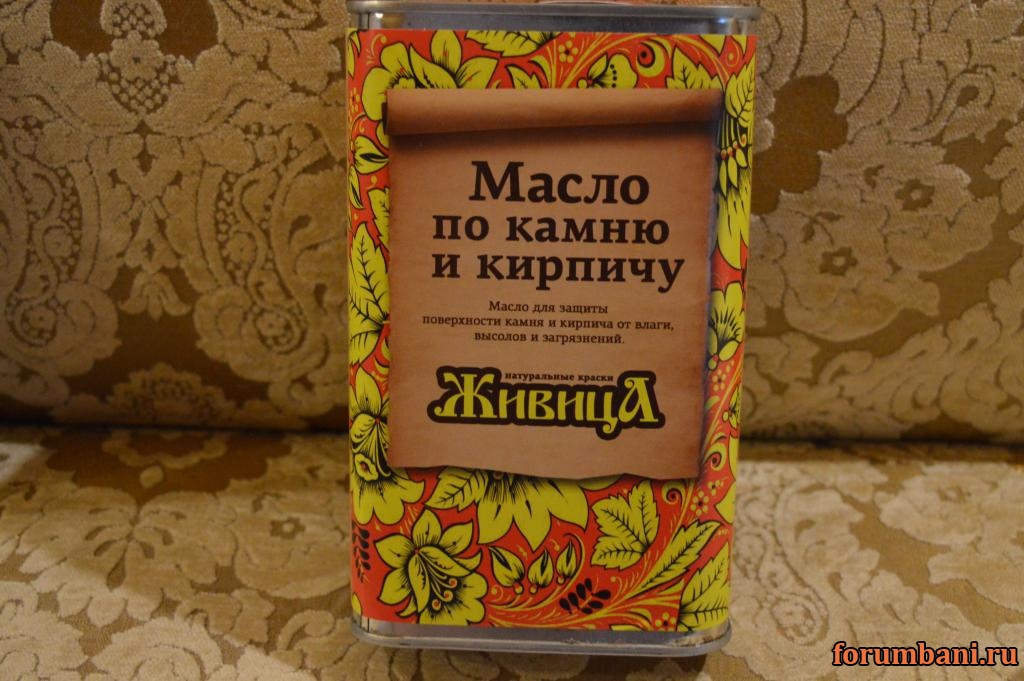 Масло
по камню
и кирпичу
Масло для защиты
поверхности камня и кирпича от влаги,
высолов и загрязнений.
натуральные краски
Живица
forumbani.ru